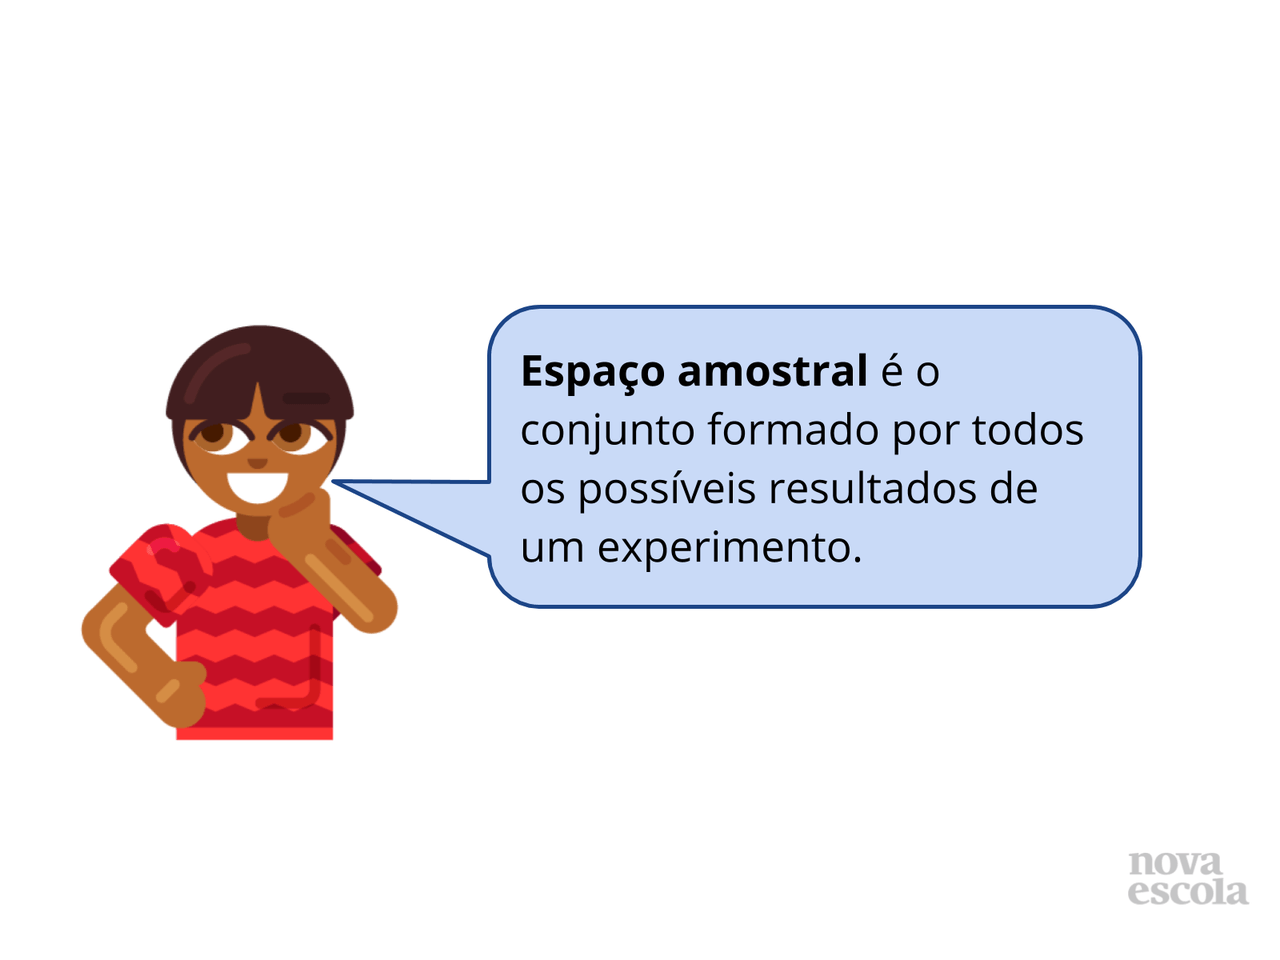 Espaço amostral é o
conjunto formado por todos
os possíveis resultados de
um experimento.
nova
escola